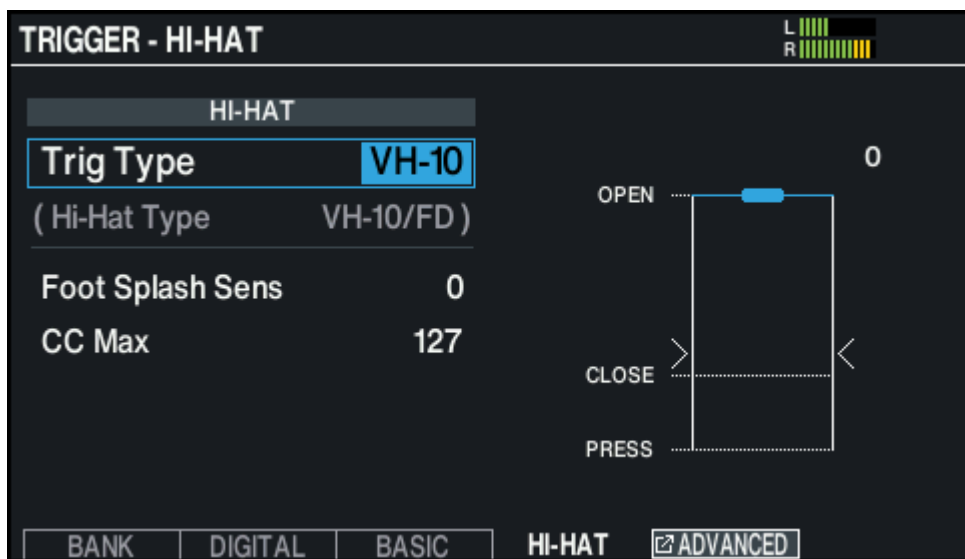 TRIGGER - HI-HAT
L
R
HI-HAT
Trig Type VH-10
( Hi-Hat Type VH-10/FD )
Foot Splash Sens 0
CC Max 127
0
OPEN
CLOSE
PRESS
BANK DIGITAL BASIC HI-HAT ADVANCED